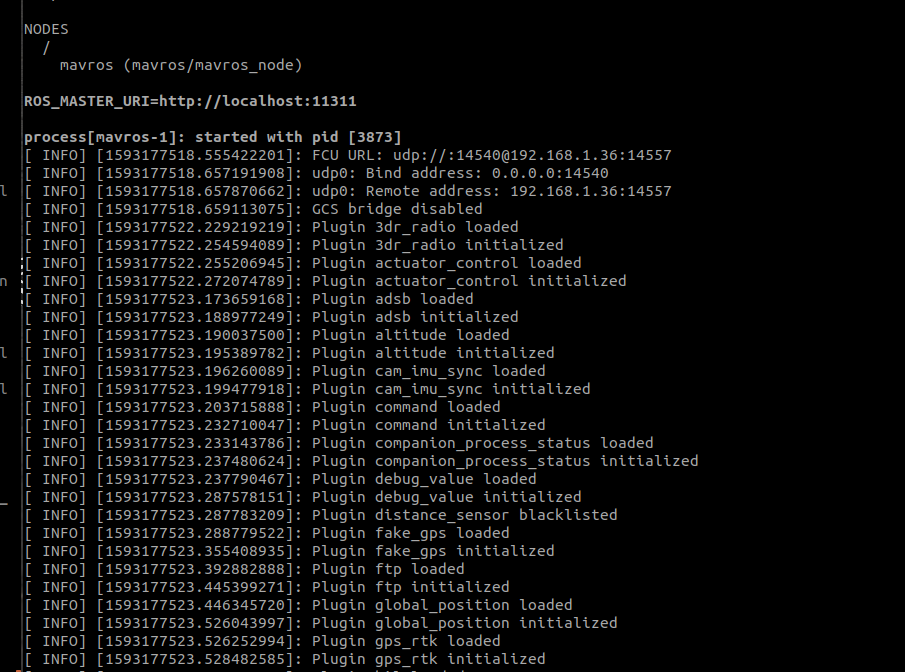 NODES
/
mavros (mavros/mavros_node)
ROS_MASTER_URI=http://localhost:11311
process[mavros-1]: started with pid [3873]
[ INFO] [1593177518.555422201]: FCU URL: udp://:14540@192.168.1.36:14557
[ INFO] [1593177518.657191908]: udp0: Bind address: 0.0.0.0:14540
[ INFO] [1593177518.657870662]: udp0: Remote address: 192.168.1.36:14557
[ INFO] [1593177518.659113075]: GCS bridge disabled
[ INFO] [1593177522.229219219]: Plugin 3dr_radio loaded
[ INFO] [1593177522.254594089]: Plugin 3dr_radio initialized
[ INFO] [1593177522.255206945]: Plugin actuator_control loaded
[ INFO] [1593177522.272074789]: Plugin actuator_control initialized
[ INFO] [1593177523.173659168]: Plugin adsb loaded
[ INFO] [1593177523.188977249]: Plugin adsb initialized
[ INFO] [1593177523.190037500]: Plugin altitude loaded
[ INFO] [1593177523.195389782]: Plugin altitude initialized
[ INFO] [1593177523.196260089]: Plugin cam_imu_sync loaded
[ INFO] [1593177523.199477918]: Plugin cam_imu_sync initialized
[ INFO] [1593177523.203715888]: Plugin command loaded
[ INFO] [1593177523.232710047]: Plugin command initialized
[ INFO] [1593177523.233143786]: Plugin companion_process_status loaded
[ INFO] [1593177523.237480624]: Plugin companion_process_status initialized
[ INFO] [1593177523.237790467]: Plugin debug_value loaded
[ INFO] [1593177523.287578151]: Plugin debug_value initialized
[ INFO] [1593177523.287783209]: Plugin distance_sensor blacklisted
[ INFO] [1593177523.288779522]: Plugin fake_gps loaded
[ INFO] [1593177523.355408935]: Plugin fake_gps initialized
[ INFO] [1593177523.392882888]: Plugin ftp loaded
[ INFO] [1593177523.445399271]: Plugin ftp initialized
[ INFO] [1593177523.446345720]: Plugin global_position loaded
[ INFO] [1593177523.526043997]: Plugin global_position initialized
[ INFO] [1593177523.526252994]: Plugin gps_rtk loaded
[ INFO] [1593177523.528482585]: Plugin gps_rtk initialized